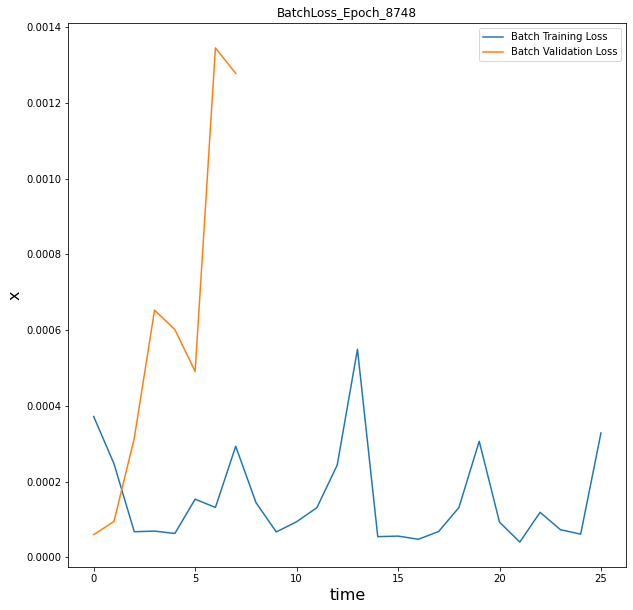 BatchLoss_Epoch_8748
Batch Training Loss
Batch Validation Loss
0.0014
0.0012
0.0010
0.0008
0.0006
0.0004
0.0002
0.0000
x
0 5 10 15 20 25
time